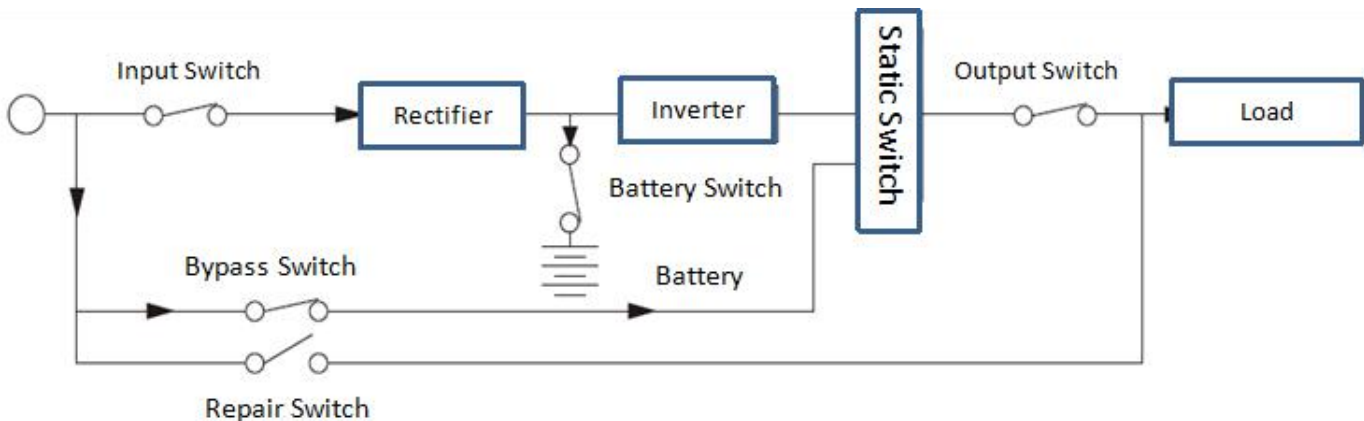 Input Switch
Rectifier
Inverter
Static Switch
Output Switch
Load
Battery Switch
Bypass Switch
Battery
Repair Switch